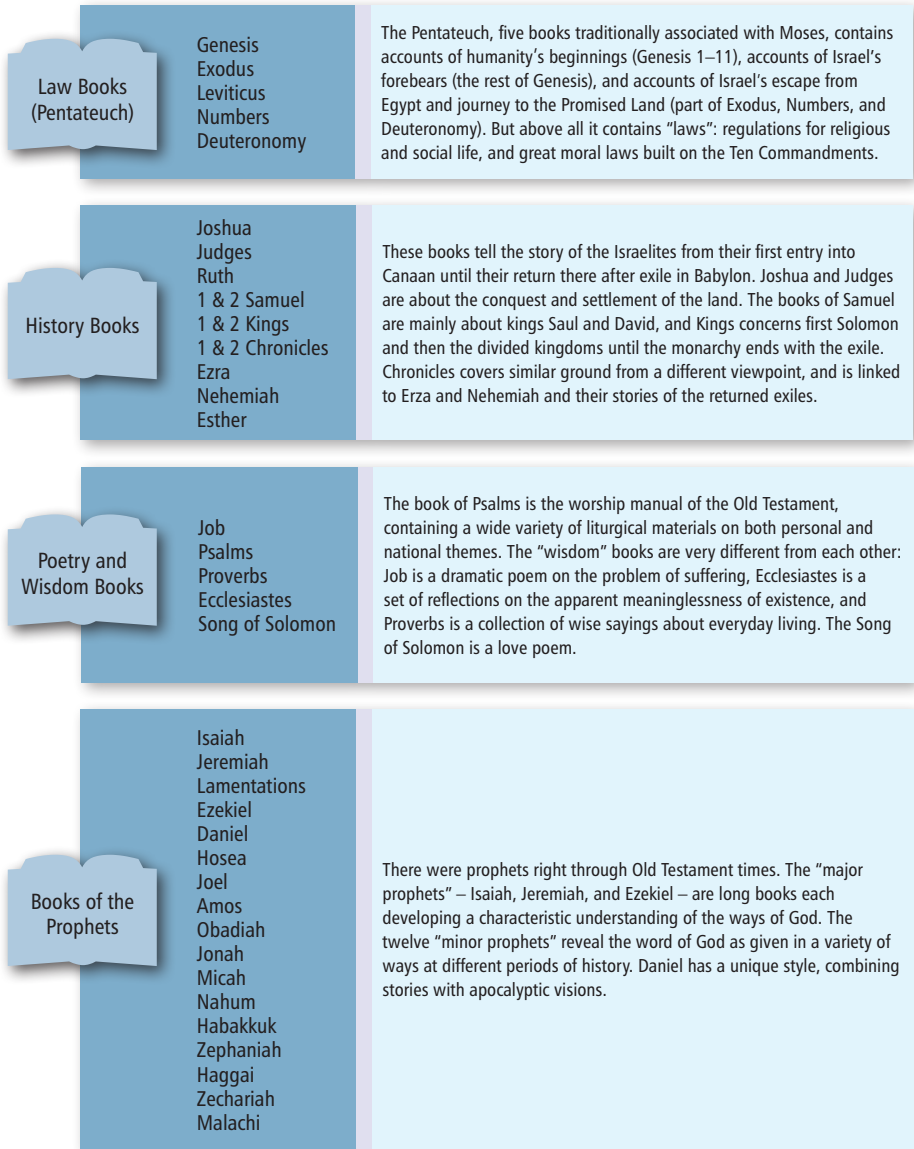 Law Books
(Pentateuch)
Genesis
Exodus
Leviticus
Numbers
Deuteronomy
The Pentateuch, five books traditionally associated with Moses, contains
accounts of humanity's beginnings (Genesis 1–11), accounts of Israel's
forebears (the rest of Genesis), and accounts of Israel's escape from
Egypt and journey to the Promised Land (part of Exodus, Numbers, and
Deuteronomy). But above all it contains “laws”: regulations for religious
and social life, and great moral laws built on the Ten Commandments.
History Books
Joshua
Judges
Ruth
1 & 2 Samuel
1 & 2 Kings
1 & 2 Chronicles
Ezra
Nehemiah
Esther
These books tell the story of the Israelites from their first entry into
Canaan until their return there after exile in Babylon. Joshua and Judges
are about the conquest and settlement of the land. The books of Samuel
are mainly about kings Saul and David, and Kings concerns first Solomon
and then the divided kingdoms until the monarchy ends with the exile.
Chronicles covers similar ground from a different viewpoint, and is linked
to Erza and Nehemiah and their stories of the returned exiles.
Poetry and
Wisdom Books
Job
Psalms
Proverbs
Ecclesiastes
Song of Solomon
The book of Psalms is the worship manual of the Old Testament,
containing a wide variety of liturgical materials on both personal and
national themes. The “wisdom” books are very different from each other:
Job is a dramatic poem on the problem of suffering, Ecclesiastes is a
set of reflections on the apparent meaninglessness of existence, and
Proverbs is a collection of wise sayings about everyday living. The Song
of Solomon is a love poem.
Books of the
Prophets
Isaiah
Jeremiah
Lamentations
Ezekiel
Daniel
Hosea
Joel
Amos
Obadiah
Jonah
Micah
Nahum
Habakkuk
Zephaniah
Haggai
Zechariah
Malachi
There were prophets right through Old Testament times. The “major
prophets” – Isaiah, Jeremiah, and Ezekiel – are long books each
developing a characteristic understanding of the ways of God. The
twelve “minor prophets” reveal the word of God as given in a variety of
ways at different periods of history. Daniel has a unique style, combining
stories with apocalyptic visions.